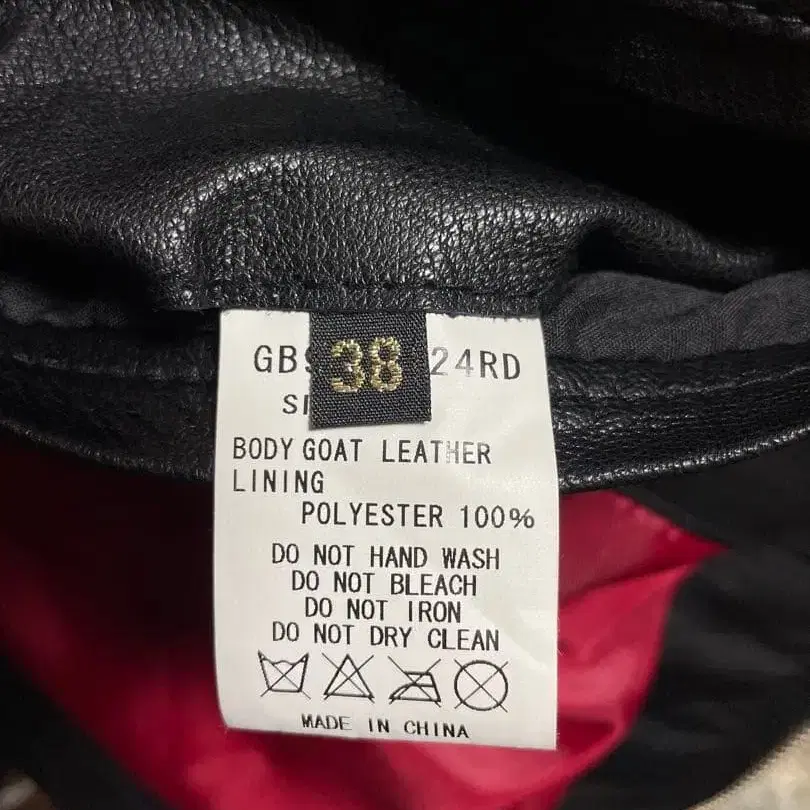 38
24RD
BODY GOAT LEATHER
LINING
POLYESTER 100%
DO NOT HAND WASH
DO NOT BLEACH
DO NOT IRON
DO NOT DRY CLEAN
MADE IN CHINA